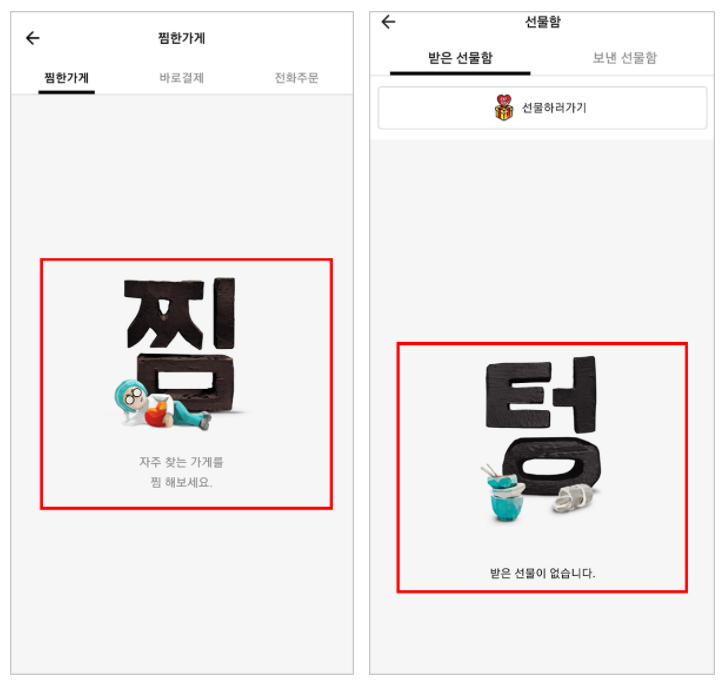 찜한가게
찜한가게 바로결제 전화주문
찜
자주 찾는 가게를
찜 해보세요.
선물함
받은 선물함 보낸 선물함
선물하러가기
텅
받은 선물이 없습니다.